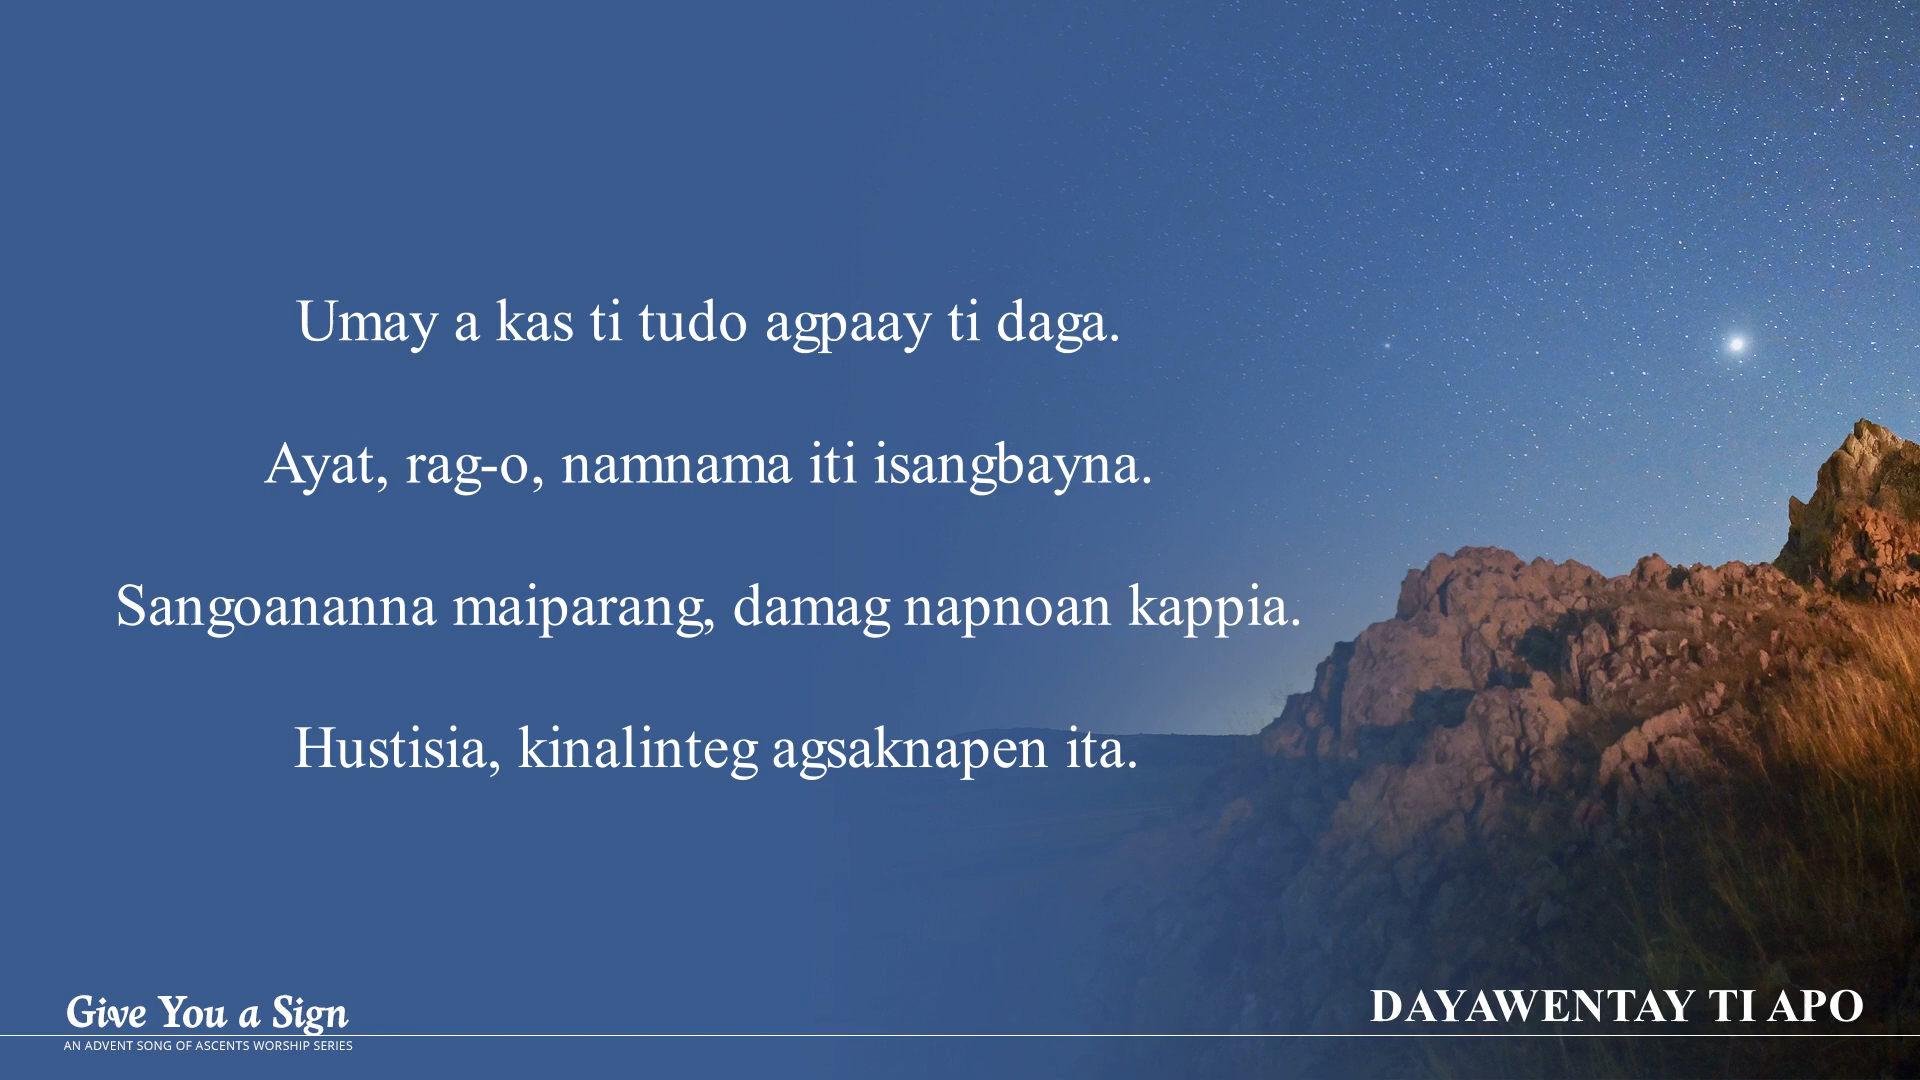 Umay a kas ti tudo agpaay ti daga.
Ayat, rag-o, namnama iti isangbayna.
Sangoananna maiparang, damag napnoan kappia.
Hustisia, kinalinteg agsaknapen ita.
Give You a Sign
AN ADVENT SONG OF ASCENTS WORSHIP SERIES
DAYAWENTAY TI APO